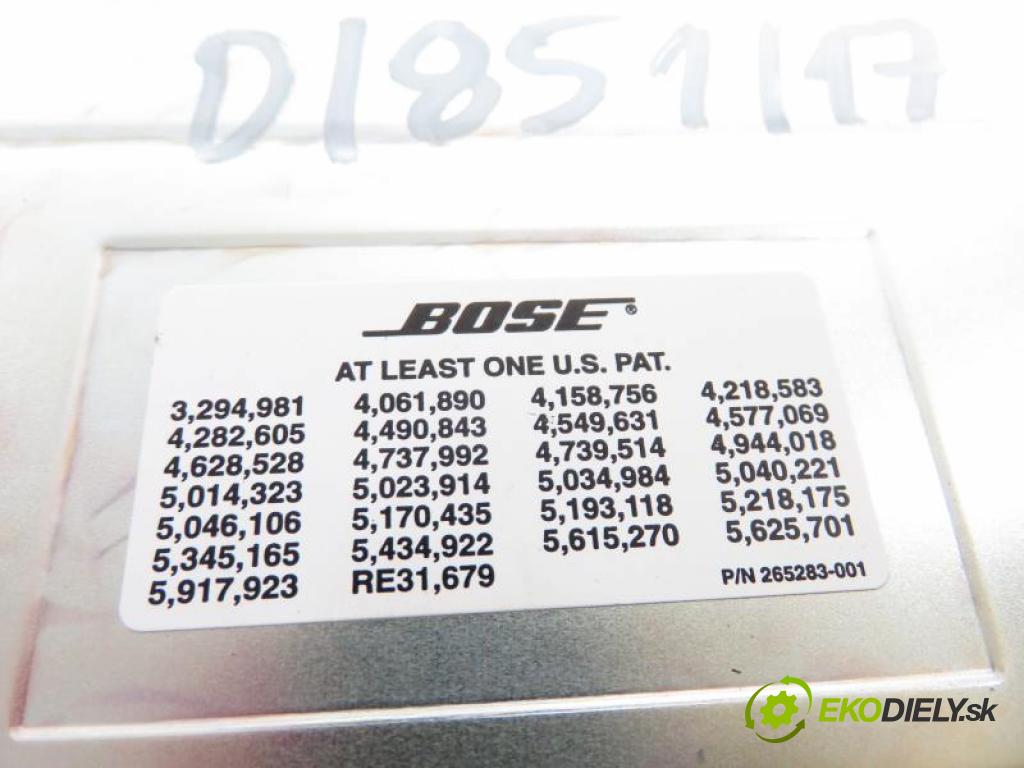 D/851/17
BOSE®
AT LEAST ONE U.S. PAT.
3,294,981 4,061,890 4,158,756 4,218,583
4,282,605 4,490,843 4,549,631 4,577,069
4,628,528 4,737,992 4,739,514 4,944,018
5,014,323 5,023,914 5,034,984 5,040,221
5,046,106 5,170,435 5,193,118 5,218,175
5,345,165 5,434,922 5,615,270 5,625,701
5,917,923 RE31,679 P/N 265283-001
EKODIELY.sk